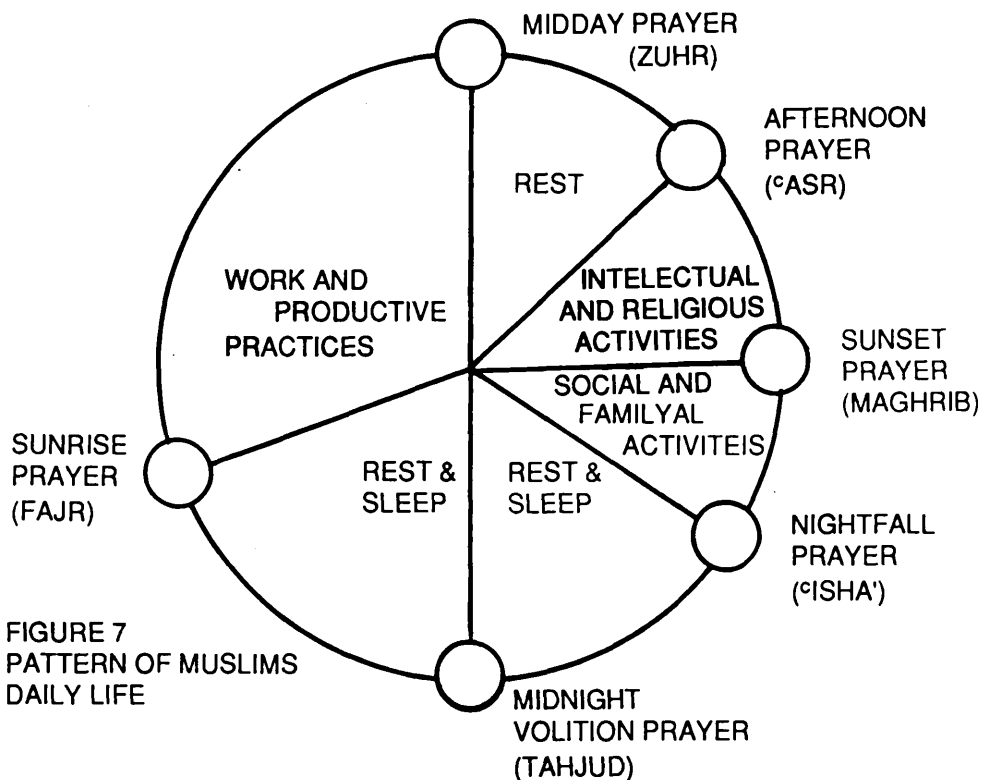 MIDDAY PRAYER
(ZUHR)
AFTERNOON
PRAYER
(ᶜASR)
REST
WORK AND
PRODUCTIVE
PRACTICES
INTELECTUAL
AND RELIGIOUS
ACTIVITIES
SUNSET
PRAYER
(MAGHRIB)
SOCIAL AND
FAMILYAL
ACTIVITEIS
SUNRISE
PRAYER
(FAJR)
REST &
SLEEP
REST &
SLEEP
NIGHTFALL
PRAYER
(ᶜISHA')
FIGURE 7
PATTERN OF MUSLIMS
DAILY LIFE
MIDNIGHT
VOLITION PRAYER
(TAHJUD)